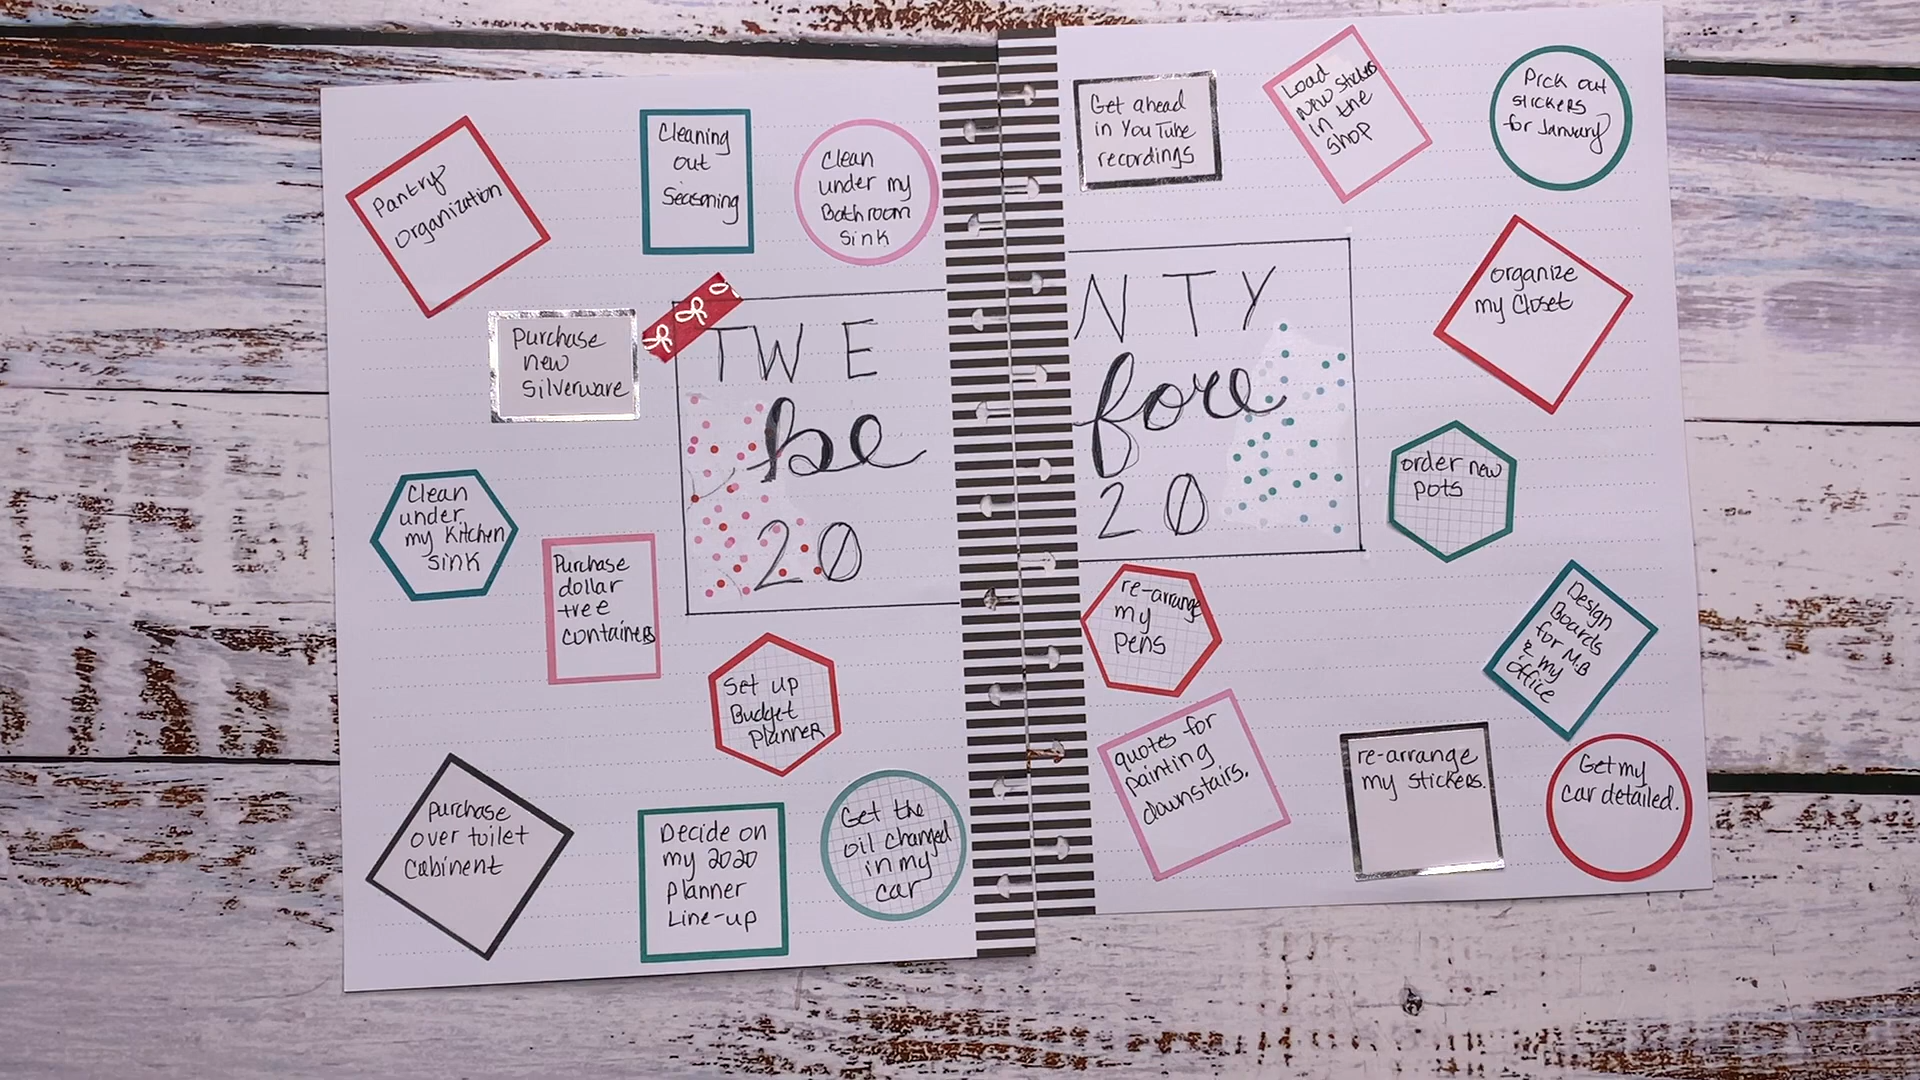 Pantry
organization
Cleaning
out
Seasoning
Clean
under my
Bathroom
Sink
Purchase
new
Silverware
TWE
be
20
Clean
under
my Kitchen
sink
Purchase
dollar
tree
containers
Set up
Budget
Planner
Purchase
over toilet
Cabinent
Decide on
my 2020
planner
Line-up
Get the
oil changed
in my
car
Get ahead
in YouTube
recordings
Load
New stickers
in the
shop
Pick out
stickers
for January
NTY
fore
20
organize
my Closet
order new
pots
re-arrange
my
pens
Design
Boards
for M.B
& my
office
quotes for
painting
downstairs.
re-arrange
my stickers.
Get my
car detailed.